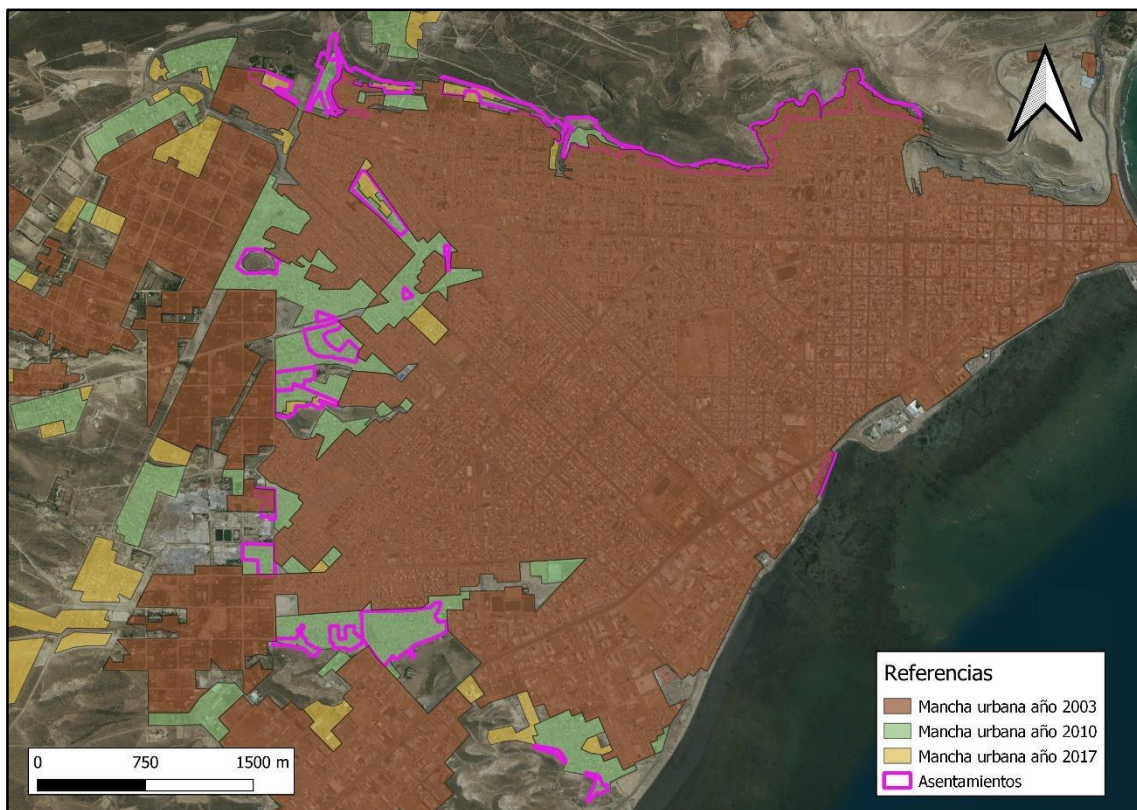 Referencias
Mancha urbana año 2003
Mancha urbana año 2010
Mancha urbana año 2017
Asentamientos
0 750 1500 m